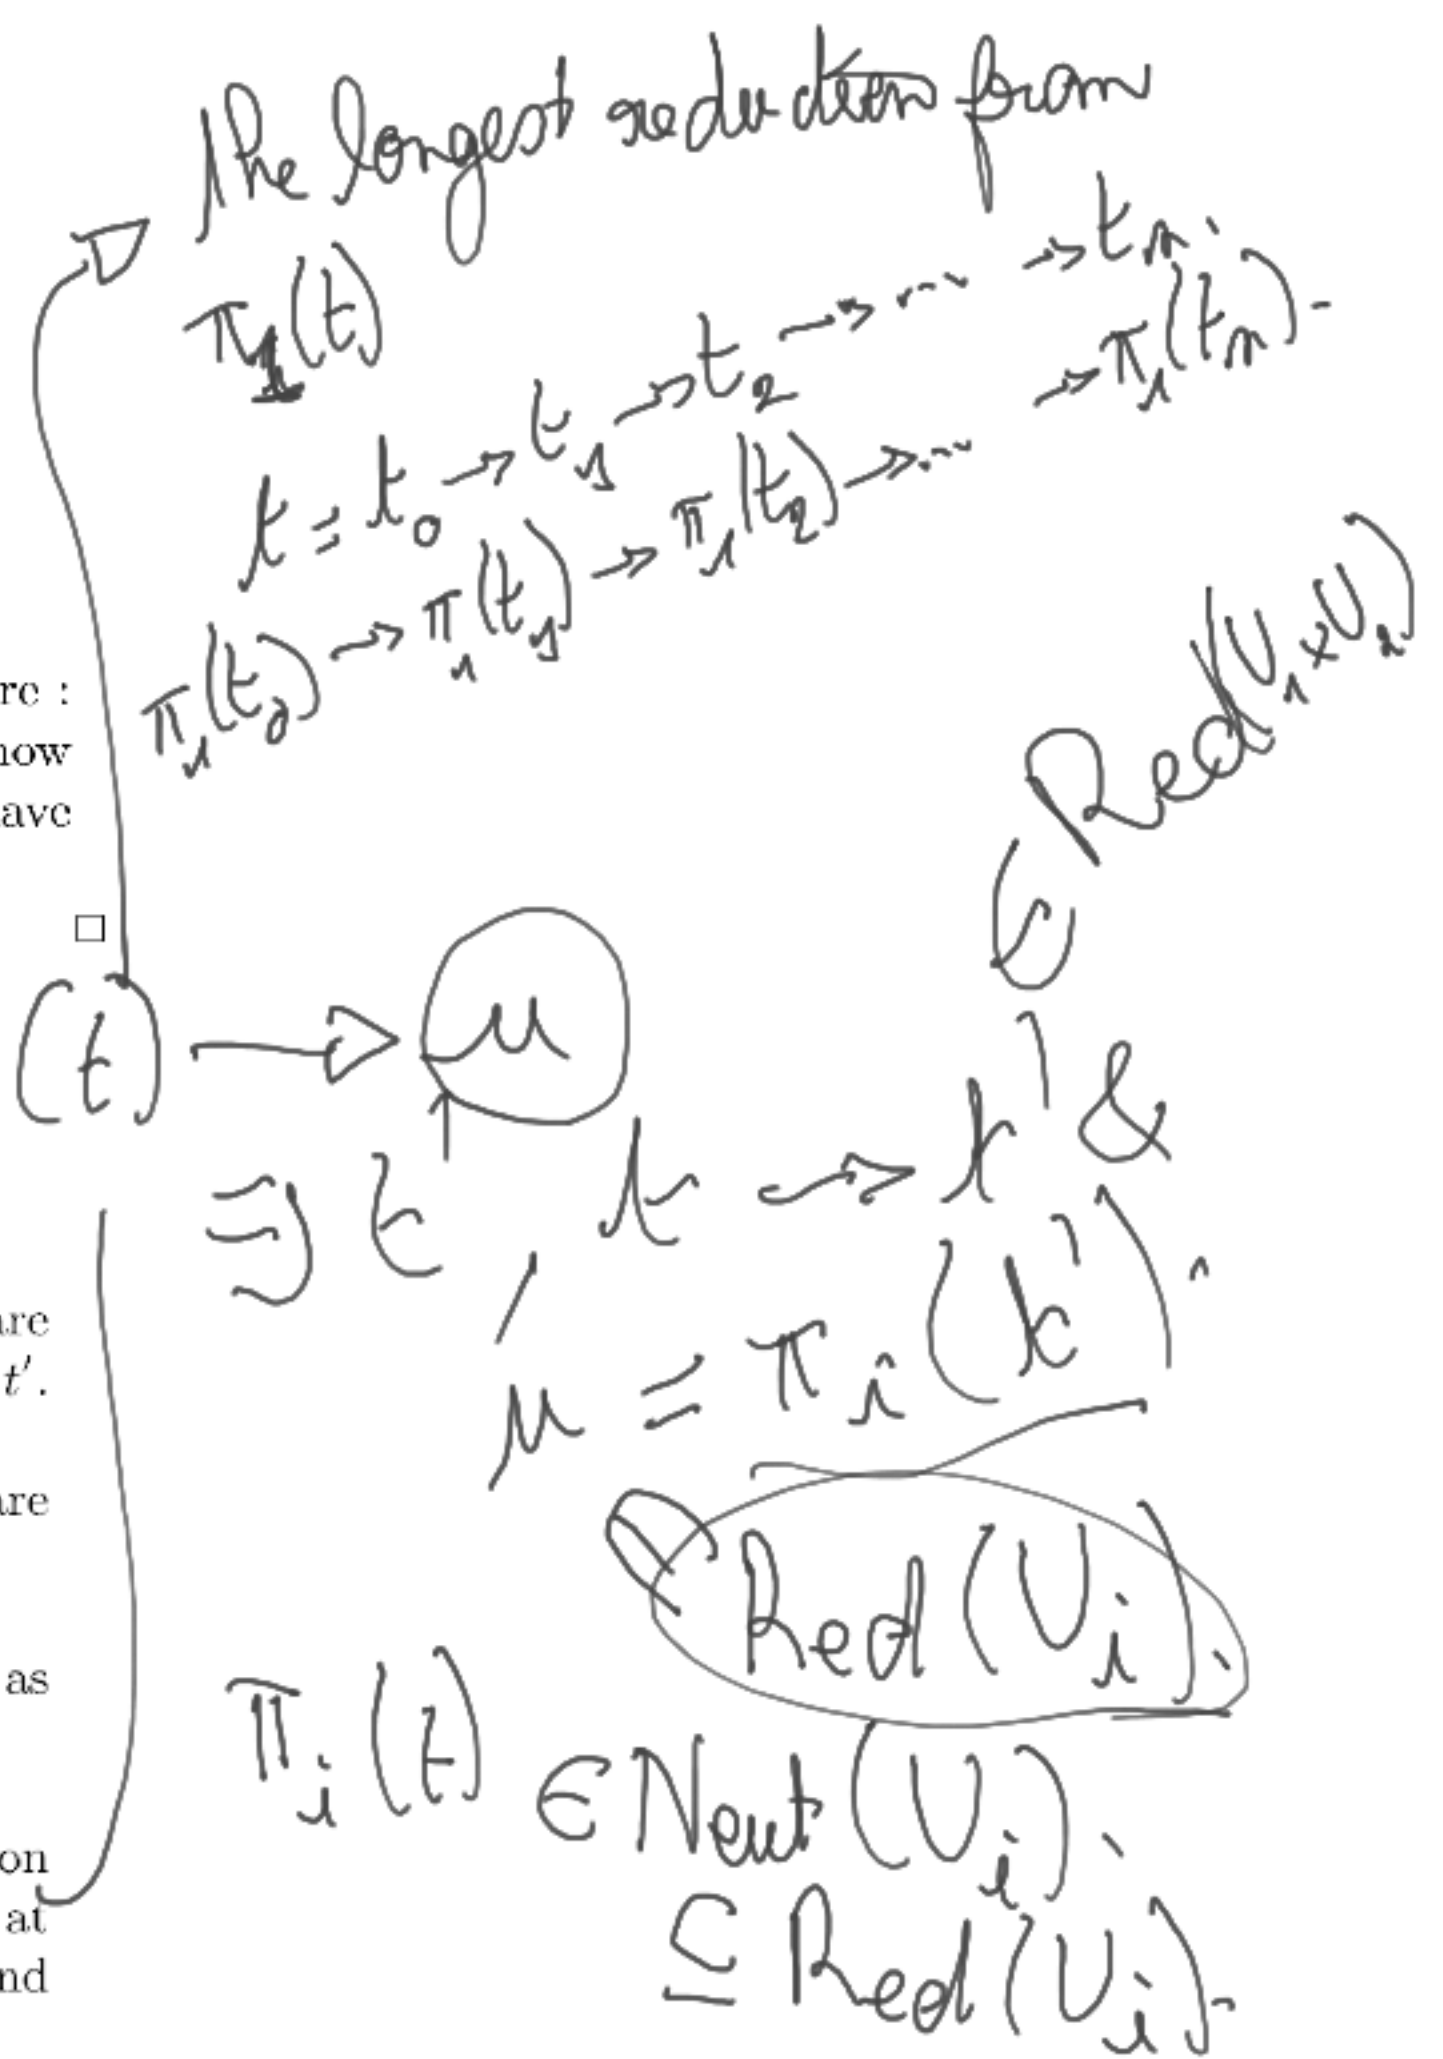 the longest reduction from
π₁(t)
t = t₀ → t₁ → t₂ → ... → tₙ.
π₁(t₀) → π₁(t₁) → π₁(t₂) → ... → π₁(tₙ).
re :
now
ave
□
∈ Red(U₁×U₂)
(t) → u
∃ t, t → t' &
u = πᵢ(t').
are
t′.
are
∈ Red(Uᵢ).
as
πᵢ(t) ∈ Neut(Uᵢ).
on
at
⊆ Red(Uᵢ).
nd